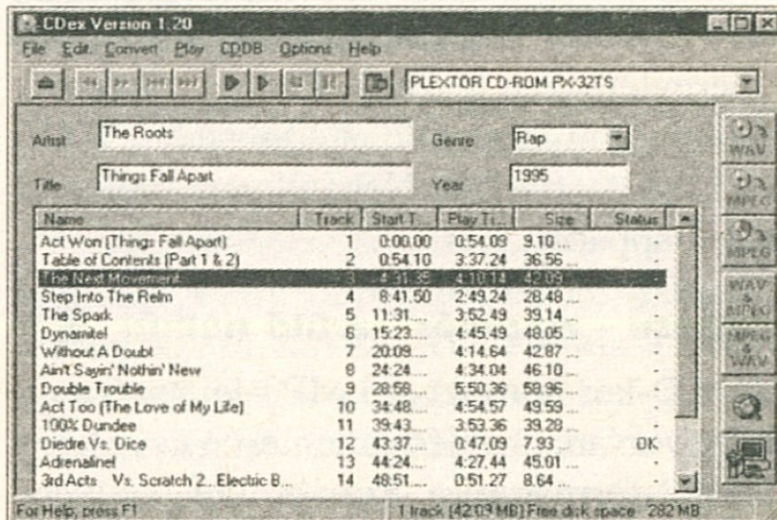 CDex Version 1.20
File Edit Convert Play CDDB Options Help
PLEXTOR CD-ROM PX-32TS
Artist The Roots Genre Rap
Title Things Fall Apart Year 1995
Name Track Start T... Play Ti... Size Status
Act Won (Things Fall Apart) 1 0:00.00 0:54.09 9.10 ... -
Table of Contents (Part 1 & 2) 2 0:54.10 3:37.24 36.56 ... -
The Next Movement 3 4:31.35 4:10.14 42.09 ... -
Step Into The Relm 4 8:41.50 2:49.24 28.48 ... -
The Spark 5 11:31.... 3:52.49 39.14 ... -
Dynamite! 6 15:23.... 4:45.49 48.05 ... -
Without A Doubt 7 20:09.... 4:14.64 42.87 ... -
Ain't Sayin' Nothin' New 8 24:24.... 4:34.04 46.10 ... -
Double Trouble 9 28:58.... 5:50.36 58.96 ... -
Act Too (The Love of My Life) 10 34:48.... 4:54.57 49.59 ... -
100% Dundee 11 39:43.... 3:53.36 39.28 ... -
Diedre Vs. Dice 12 43:37.... 0:47.09 7.93 ... OK
Adrenaline! 13 44:24.... 4:27.44 45.01 ... -
3rd Acts Vs. Scratch 2... Electric B... 14 48:51.... 0:51.27 8.64 ... -
WAV
MPEG
MPEG
WAV & MPEG
MPEG & WAV
For Help, press F1 1 track (42.09 MB) Free disk space 282 MB